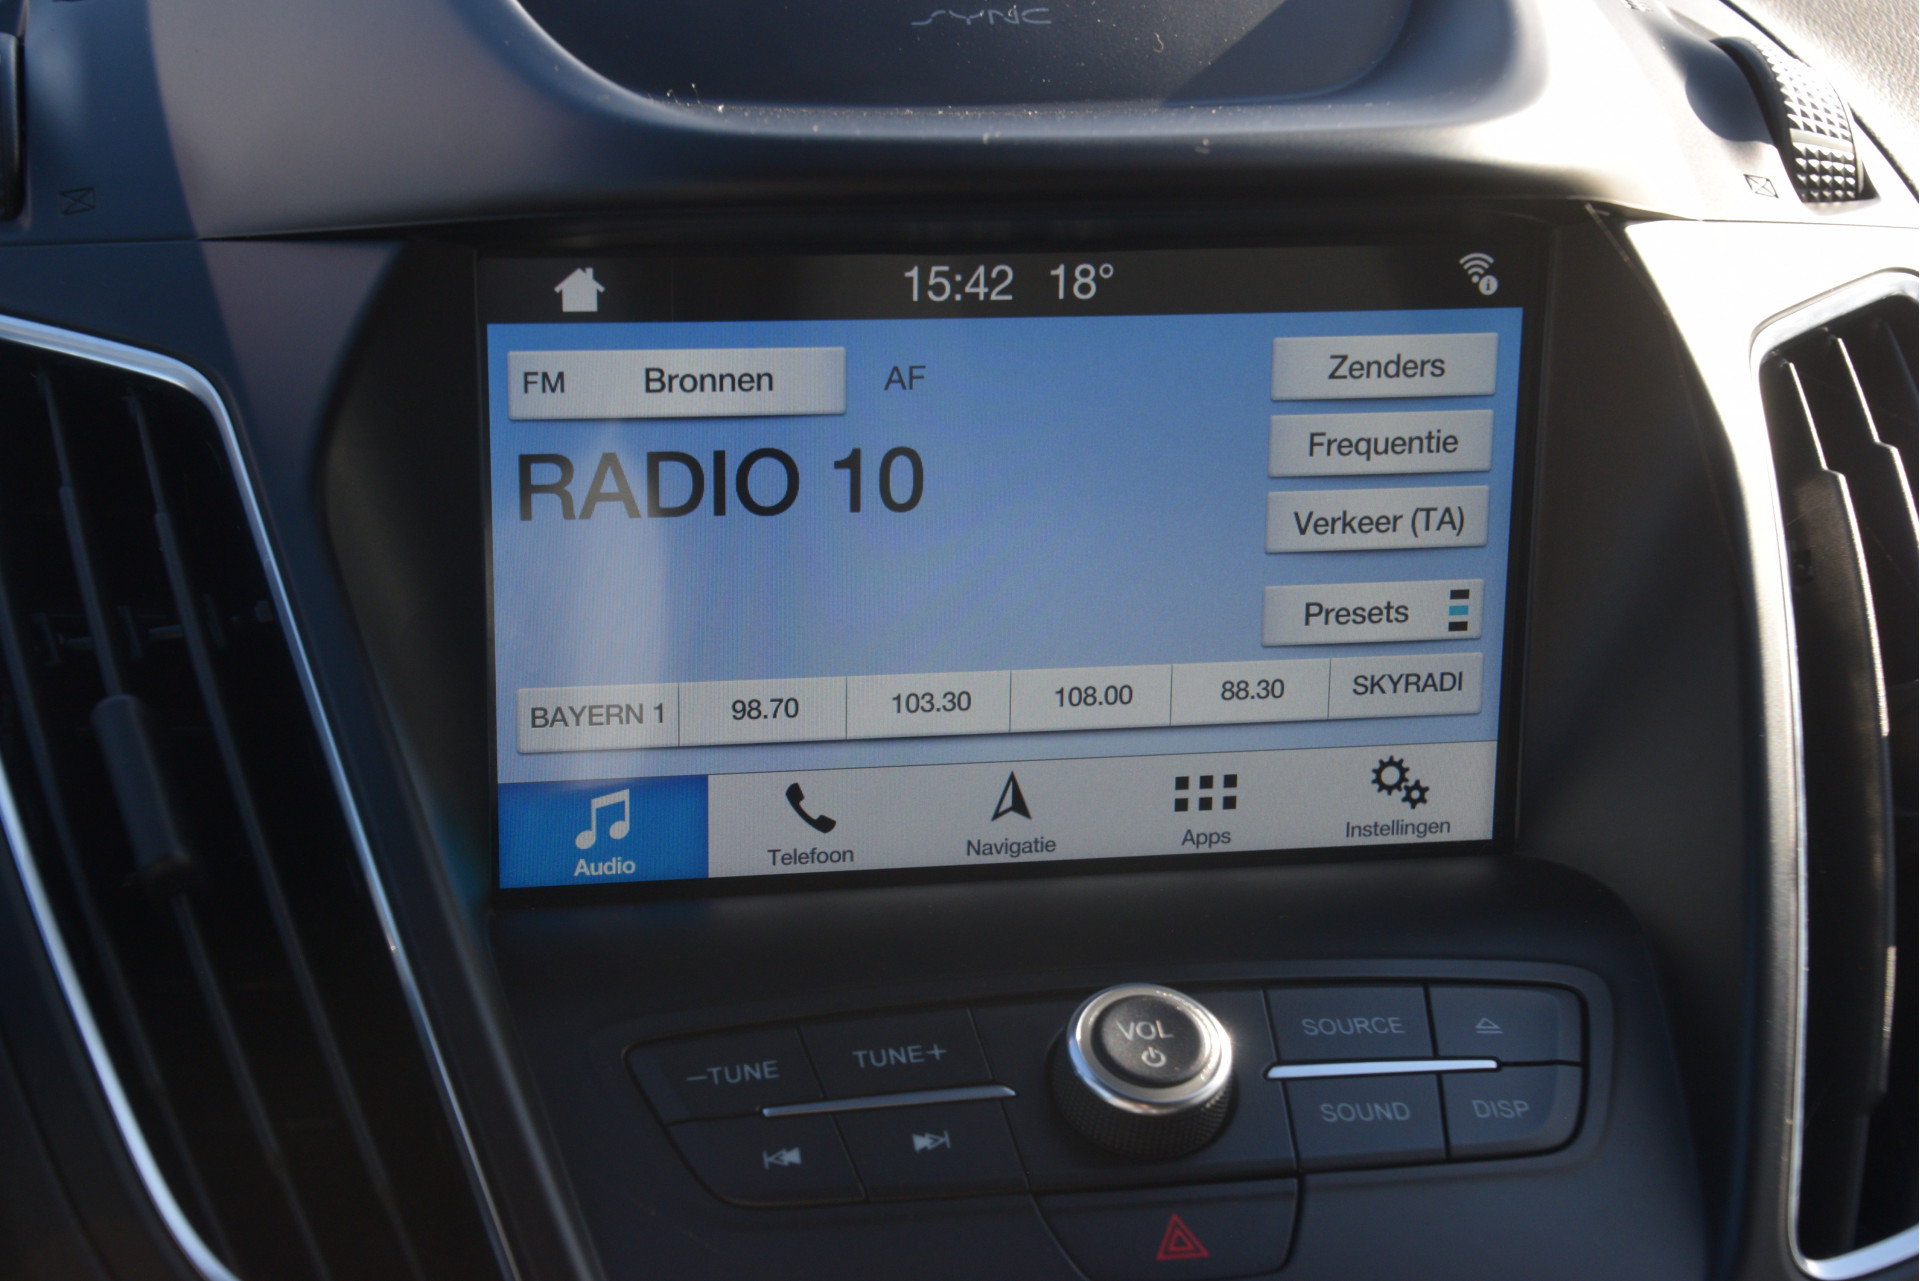 SYNC
15:42 18°
FM Bronnen AF
Zenders
RADIO 10
Frequentie
Verkeer (TA)
Presets
BAYERN 1 98.70 103.30 108.00 88.30 SKYRADI
Audio Telefoon Navigatie Apps Instellingen
–TUNE TUNE+ VOL SOURCE
SOUND DISP